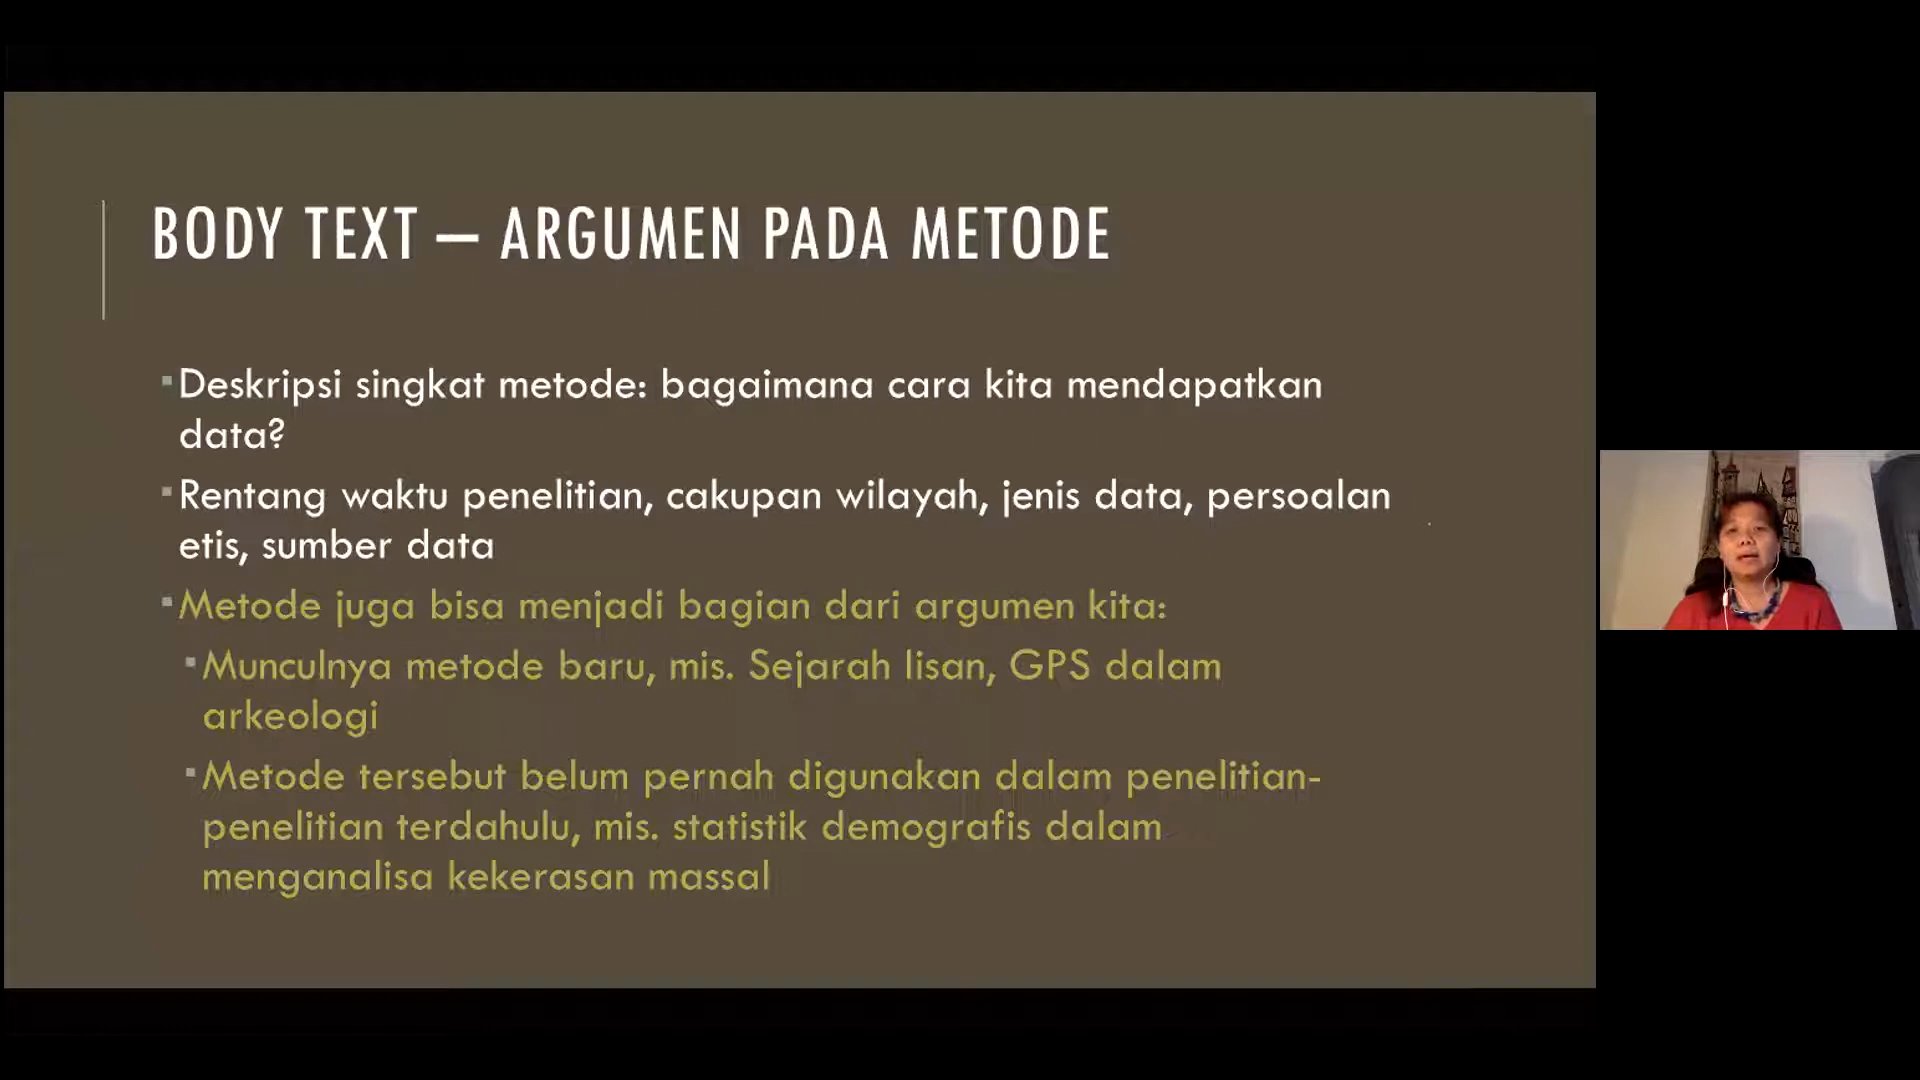 BODY TEXT – ARGUMEN PADA METODE
Deskripsi singkat metode: bagaimana cara kita mendapatkan
data?
Rentang waktu penelitian, cakupan wilayah, jenis data, persoalan
etis, sumber data
Metode juga bisa menjadi bagian dari argumen kita:
Munculnya metode baru, mis. Sejarah lisan, GPS dalam
arkeologi
Metode tersebut belum pernah digunakan dalam penelitian-
penelitian terdahulu, mis. statistik demografis dalam
menganalisa kekerasan massal